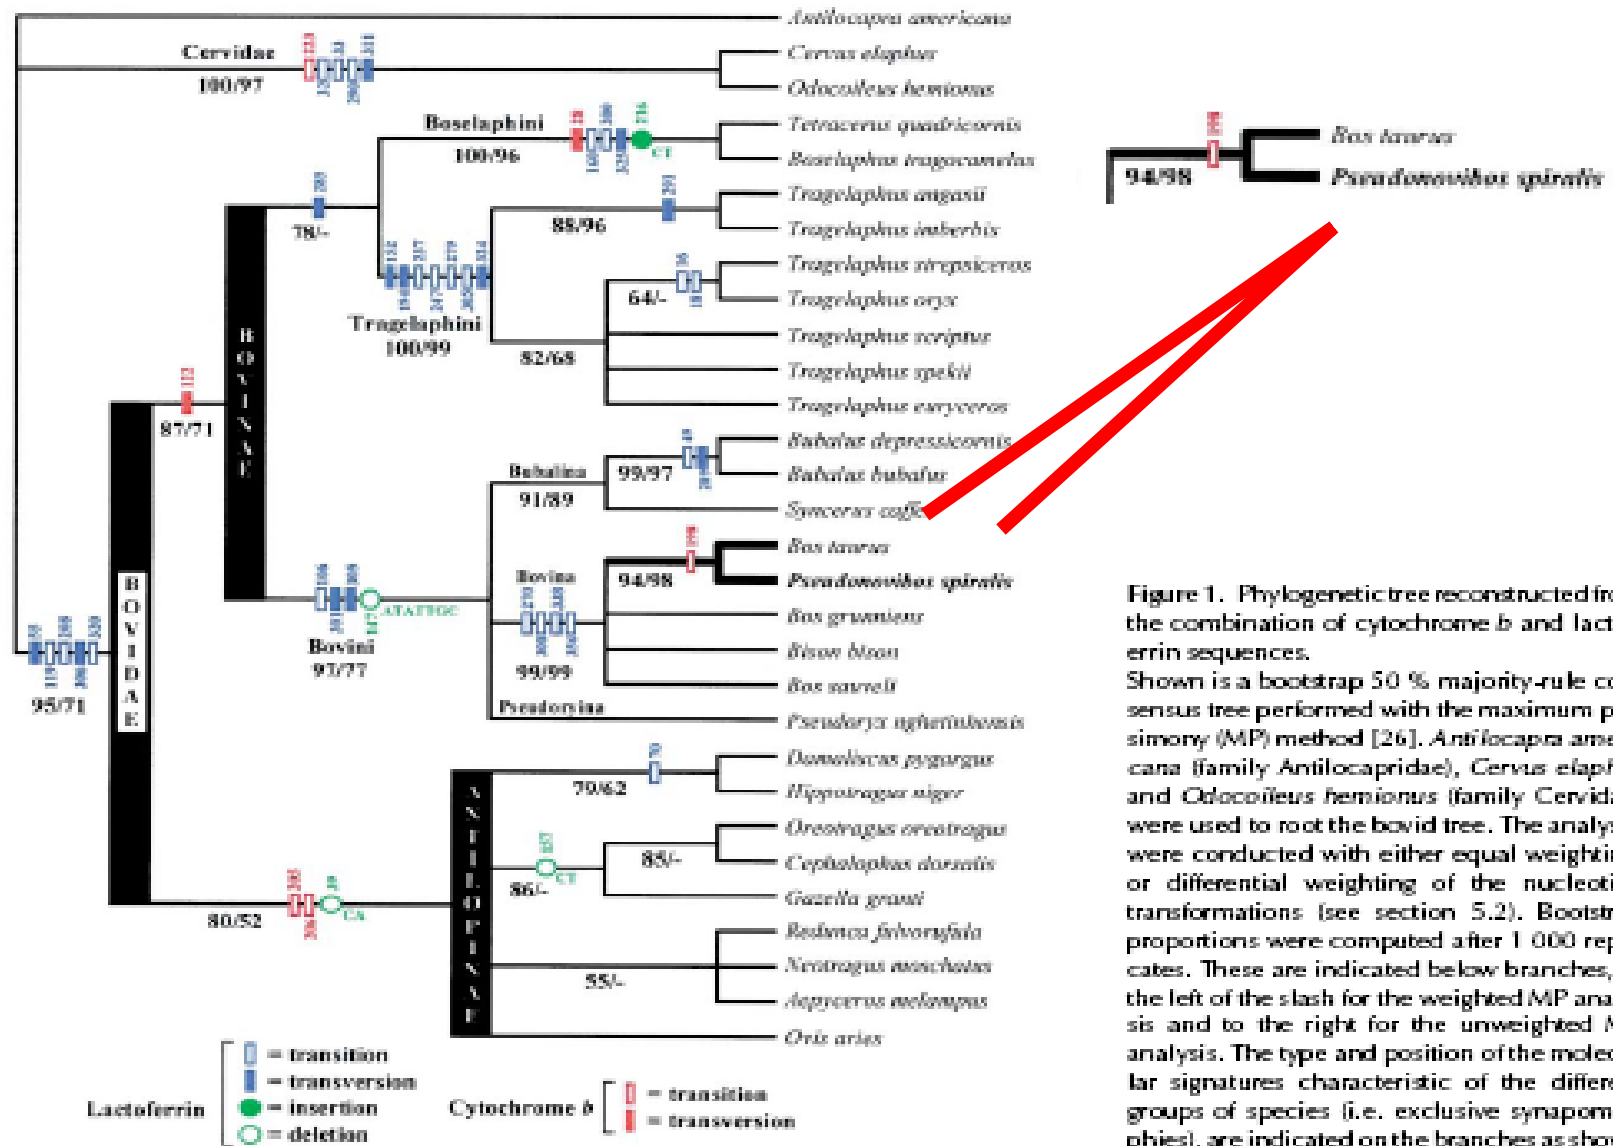 Antilocapra americana
Cervidae
100/97
Cervus elaphus
Odocoileus hemionus
Boselaphini
100/96
CT
Tetracerus quadricornis
Boselaphus tragocamelus
78/-
88/96
Tragelaphus angasii
Tragelaphus imberbis
Tragelaphini
100/99
64/-
Tragelaphus strepsiceros
Tragelaphus oryx
82/68
Tragelaphus scriptus
Tragelaphus spekii
Tragelaphus euryceros
BOVINAE
87/71
Bubalina
91/89
99/97
Bubalus depressicornis
Bubalus bubalus
Syncerus
Bos taurus
Pseudonovibos spiralis
94/98
Bovina
99/99
Bos grunniens
Bison bison
Bos sauveli
ATATTGC
Bovini
97/77
Pseudoryina
Pseudoryx nghetinhensis
BOVIDAE
95/71
79/62
Damaliscus pygargus
Hippotragus niger
85/-
Oreotragus oreotragus
Cephalophus dorsalis
Gazella granti
CT
86/-
80/52
CA
ANTILOPINAE
55/-
Redunca fulvorufula
Neotragus moschatus
Aepyceros melampus
Ovis aries
Lactoferrin
= transition
= transversion
= insertion
= deletion
Cytochrome b
= transition
= transversion
94/98
Bos taurus
Pseudonovibos spiralis
Figure 1. Phylogenetic tree reconstructed fro
the combination of cytochrome b and lact
errin sequences.
Shown is a bootstrap 50 % majority-rule co
sensus tree performed with the maximum p
simony (MP) method [26]. Antilocapra ame
cana (family Antilocapridae), Cervus elaph
and Odocoileus hemionus (family Cervida
were used to root the bovid tree. The analys
were conducted with either equal weightin
or differential weighting of the nucleoti
transformations (see section 5.2). Bootstr
proportions were computed after 1 000 rep
cates. These are indicated below branches,
the left of the slash for the weighted MP ana
sis and to the right for the unweighted M
analysis. The type and position of the molec
lar signatures characteristic of the differe
groups of species (i.e. exclusive synapom
phies), are indicated on the branches as sho